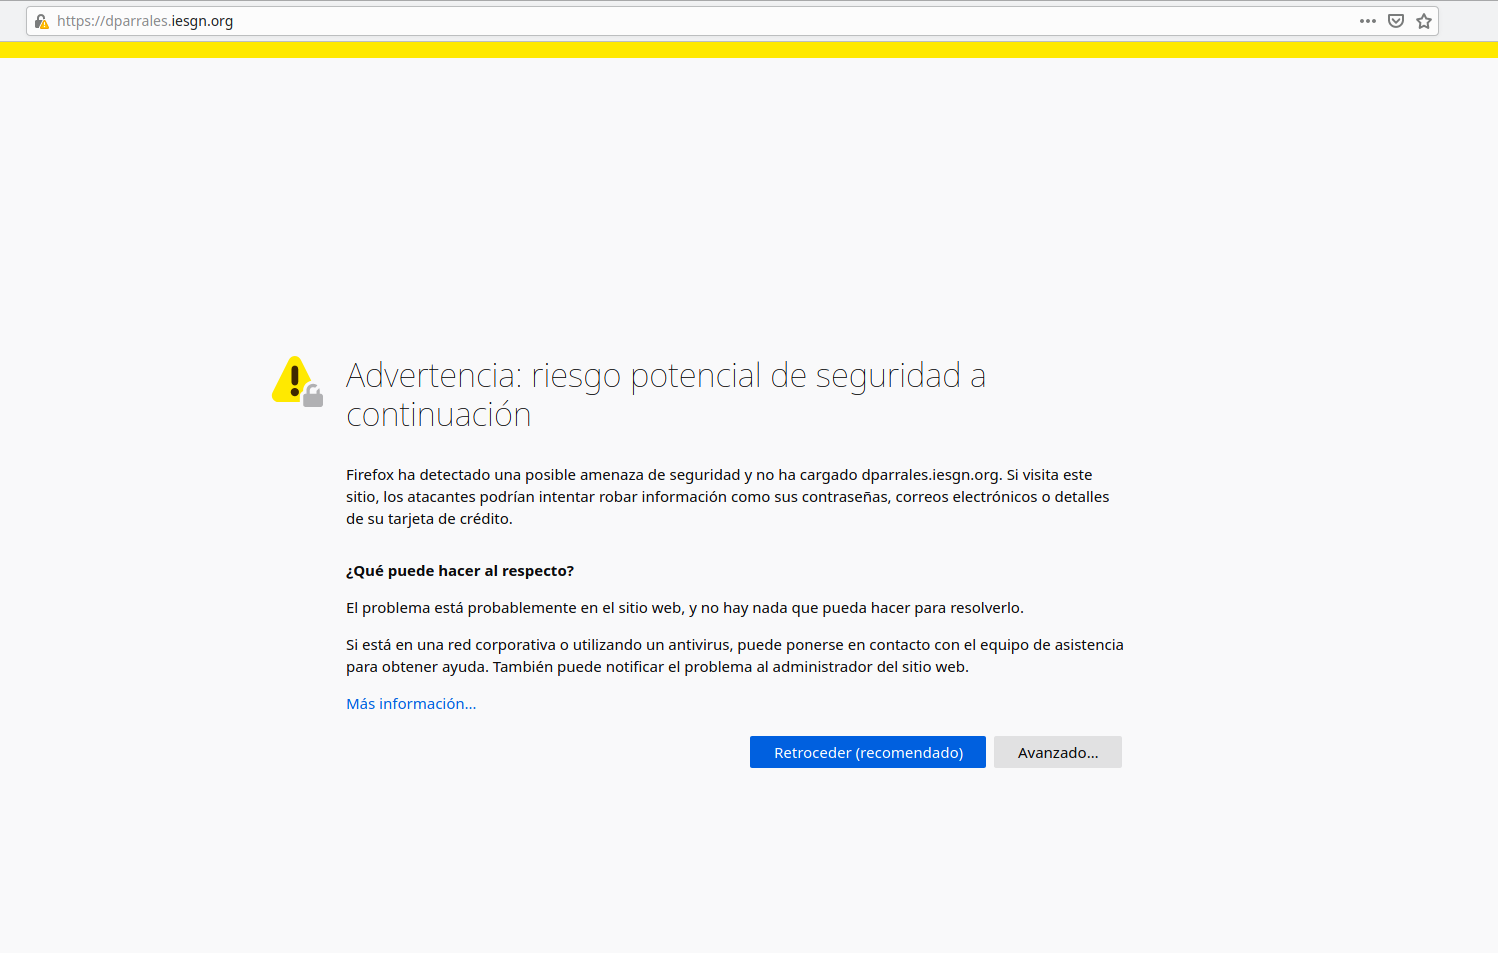 https://dparrales.iesgn.org
Advertencia: riesgo potencial de seguridad a
continuación
Firefox ha detectado una posible amenaza de seguridad y no ha cargado dparrales.iesgn.org. Si visita este
sitio, los atacantes podrían intentar robar información como sus contraseñas, correos electrónicos o detalles
de su tarjeta de crédito.
¿Qué puede hacer al respecto?
El problema está probablemente en el sitio web, y no hay nada que pueda hacer para resolverlo.
Si está en una red corporativa o utilizando un antivirus, puede ponerse en contacto con el equipo de asistencia
para obtener ayuda. También puede notificar el problema al administrador del sitio web.
Más información...
Retroceder (recomendado) Avanzado...